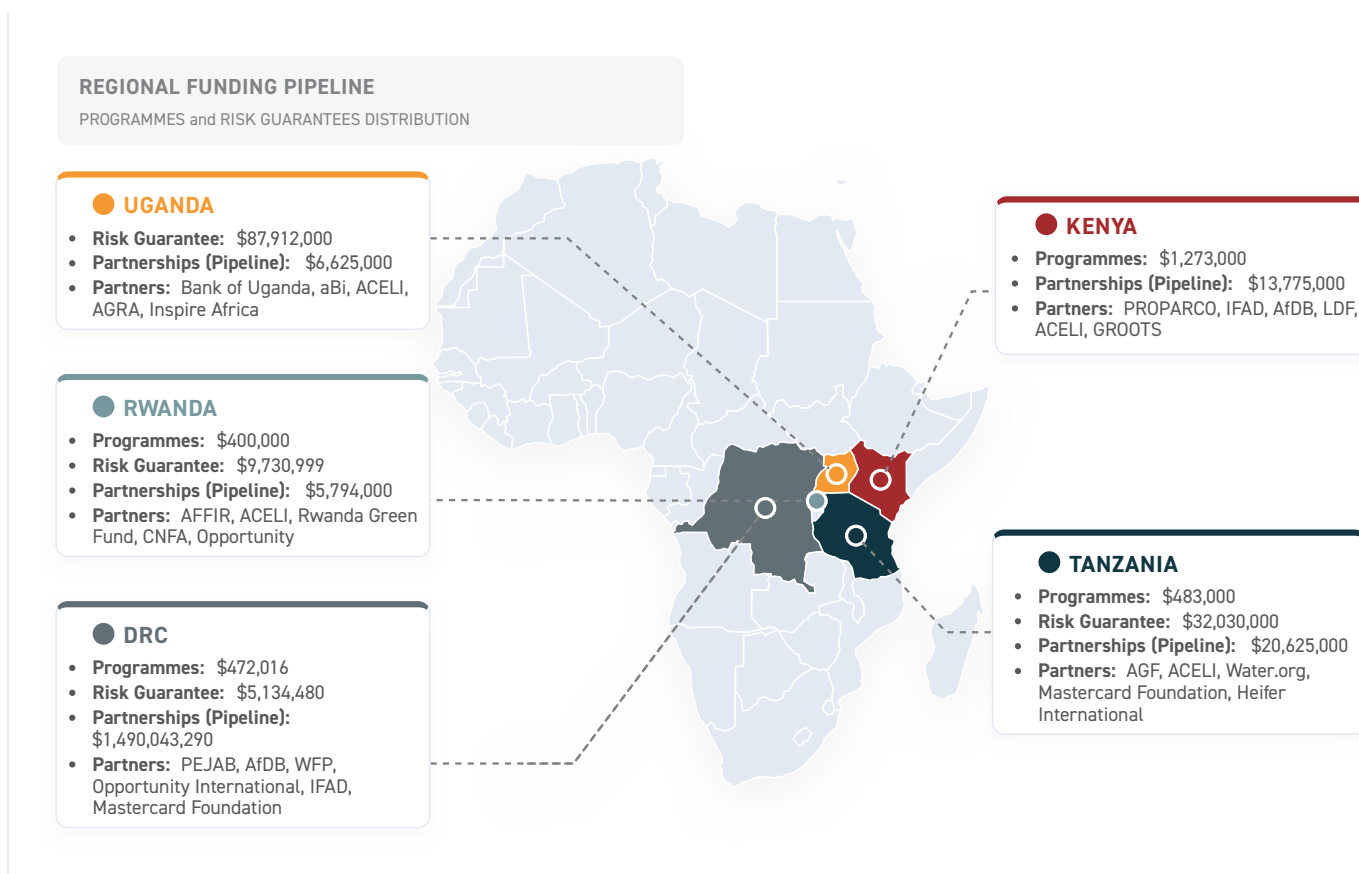 REGIONAL FUNDING PIPELINE
PROGRAMMES and RISK GUARANTEES DISTRIBUTION
UGANDA
• Risk Guarantee: $87,912,000
• Partnerships (Pipeline): $6,625,000
• Partners: Bank of Uganda, aBi, ACELI,
AGRA, Inspire Africa
RWANDA
• Programmes: $400,000
• Risk Guarantee: $9,730,999
• Partnerships (Pipeline): $5,794,000
• Partners: AFFIR, ACELI, Rwanda Green
Fund, CNFA, Opportunity
DRC
• Programmes: $472,016
• Risk Guarantee: $5,134,480
• Partnerships (Pipeline):
$1,490,043,290
• Partners: PEJAB, AfDB, WFP,
Opportunity International, IFAD,
Mastercard Foundation
KENYA
• Programmes: $1,273,000
• Partnerships (Pipeline): $13,775,000
• Partners: PROPARCO, IFAD, AfDB, LDF,
ACELI, GROOTS
TANZANIA
• Programmes: $483,000
• Risk Guarantee: $32,030,000
• Partnerships (Pipeline): $20,625,000
• Partners: AGF, ACELI, Water.org,
Mastercard Foundation, Heifer
International